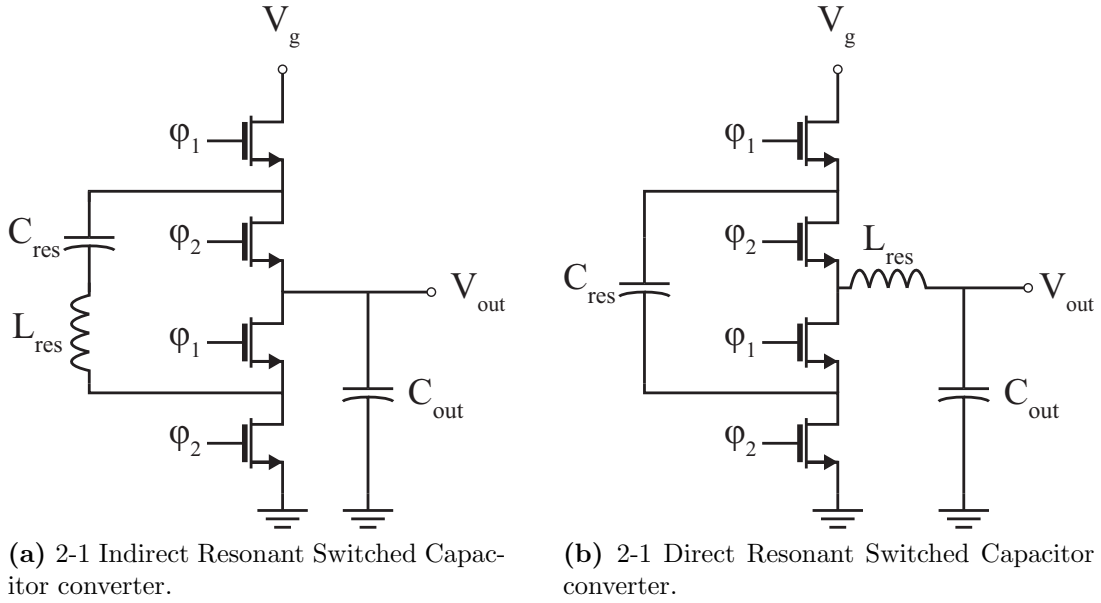 V_g
φ_1
C_res
φ_2
L_res
V_out
φ_1
C_out
φ_2
(a) 2-1 Indirect Resonant Switched Capac-
itor converter.
V_g
φ_1
φ_2
L_res
C_res
V_out
φ_1
C_out
φ_2
(b) 2-1 Direct Resonant Switched Capacitor
converter.